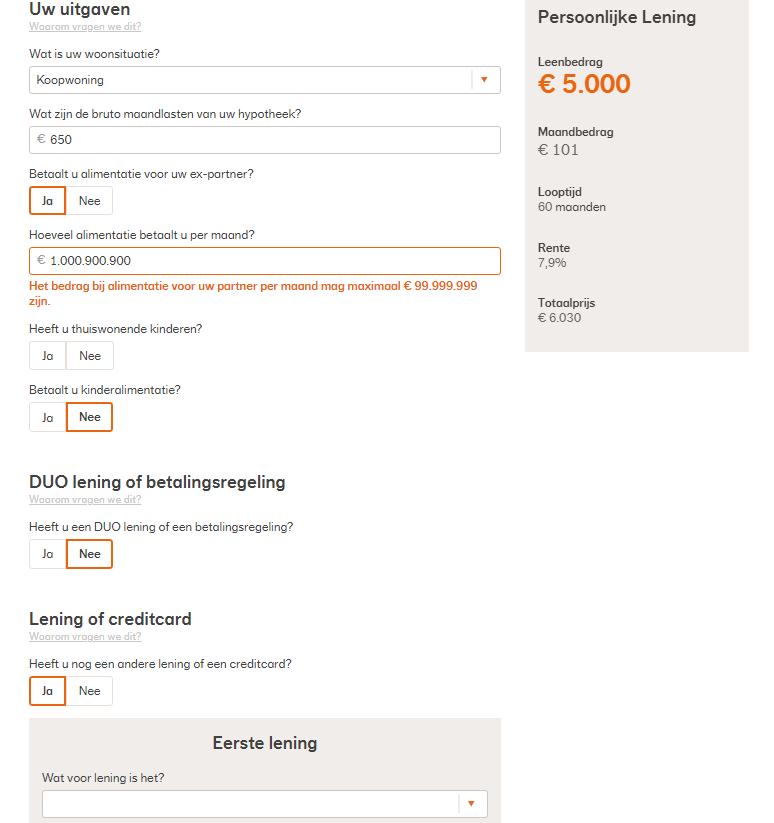 Uw uitgaven
Waarom vragen we dit?
Wat is uw woonsituatie?
Koopwoning
Wat zijn de bruto maandlasten van uw hypotheek?
€ 650
Betaalt u alimentatie voor uw ex-partner?
Ja Nee
Hoeveel alimentatie betaalt u per maand?
€ 1.000.900.900
Het bedrag bij alimentatie voor uw partner per maand mag maximaal € 99.999.999
zijn.
Heeft u thuiswonende kinderen?
Ja Nee
Betaalt u kinderalimentatie?
Ja Nee
DUO lening of betalingsregeling
Waarom vragen we dit?
Heeft u een DUO lening of een betalingsregeling?
Ja Nee
Lening of creditcard
Waarom vragen we dit?
Heeft u nog een andere lening of een creditcard?
Ja Nee
Eerste lening
Wat voor lening is het?
Persoonlijke Lening
Leenbedrag
€ 5.000
Maandbedrag
€ 101
Looptijd
60 maanden
Rente
7,9%
Totaalprijs
€ 6.030